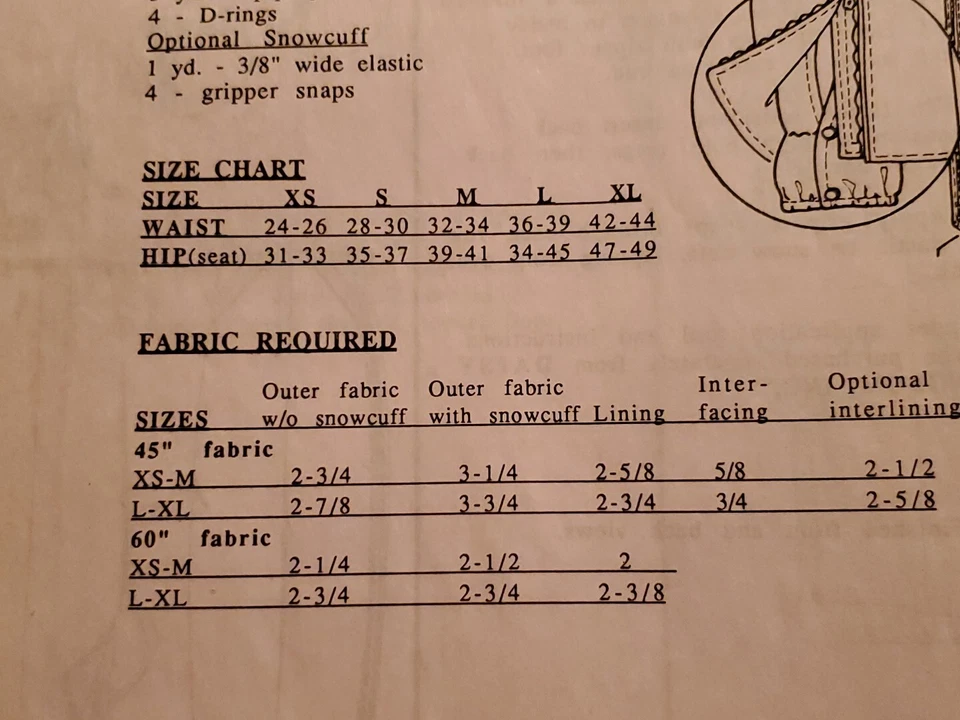 4 - D-rings
Optional Snowcuff
1 yd. - 3/8" wide elastic
4 - gripper snaps
SIZE CHART
SIZE XS S M L XL
WAIST 24-26 28-30 32-34 36-39 42-44
HIP(seat) 31-33 35-37 39-41 34-45 47-49
FABRIC REQUIRED
Outer fabric Outer fabric Inter- Optional
SIZES w/o snowcuff with snowcuff Lining facing interlining
45" fabric
XS-M 2-3/4 3-1/4 2-5/8 5/8 2-1/2
L-XL 2-7/8 3-3/4 2-3/4 3/4 2-5/8
60" fabric
XS-M 2-1/4 2-1/2 2
L-XL 2-3/4 2-3/4 2-3/8